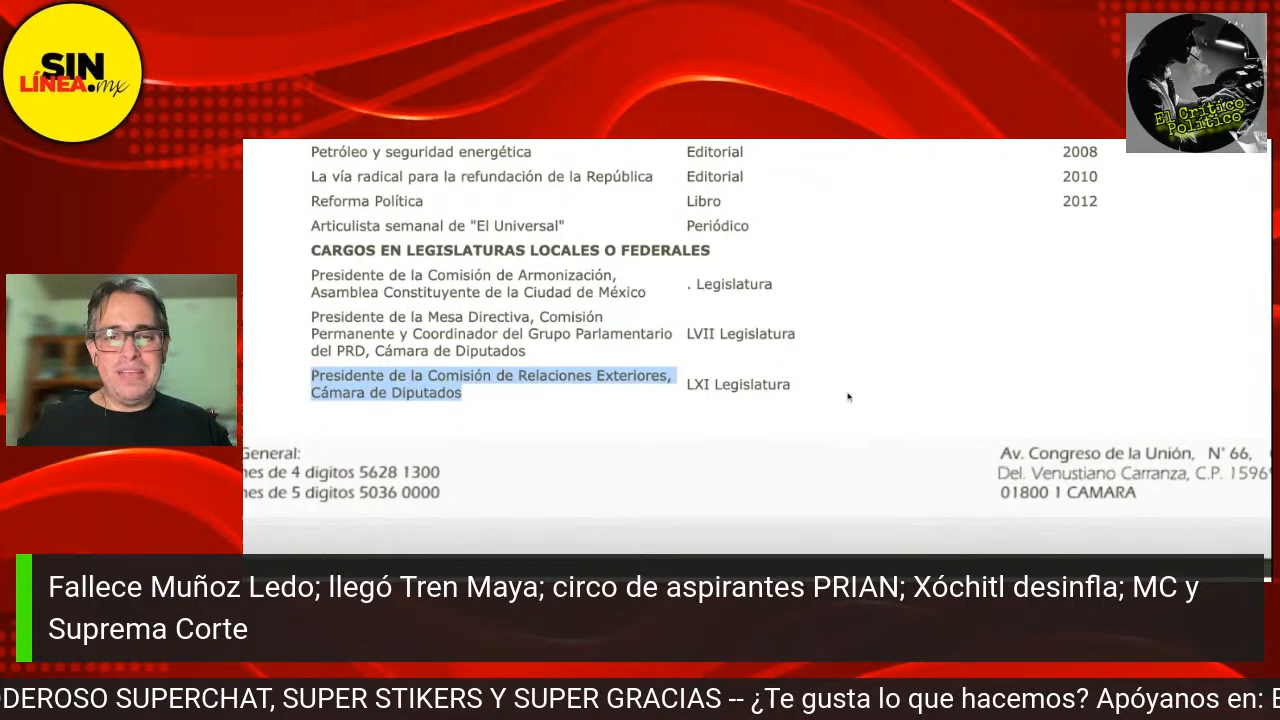 SIN
LÍNEA.mx
El Crítico
Político
Petróleo y seguridad energética Editorial 2008
La vía radical para la refundación de la República Editorial 2010
Reforma Política Libro 2012
Articulista semanal de "El Universal" Periódico
CARGOS EN LEGISLATURAS LOCALES O FEDERALES
Presidente de la Comisión de Armonización,
Asamblea Constituyente de la Ciudad de México . Legislatura
Presidente de la Mesa Directiva, Comisión
Permanente y Coordinador del Grupo Parlamentario LVII Legislatura
del PRD, Cámara de Diputados
Presidente de la Comisión de Relaciones Exteriores,
Cámara de Diputados LXI Legislatura
General:
nes de 4 digitos 5628 1300
nes de 5 digitos 5036 0000
Av. Congreso de la Unión, N° 66,
Del. Venustiano Carranza, C.P. 1596
01800 1 CAMARA
Fallece Muñoz Ledo; llegó Tren Maya; circo de aspirantes PRIAN; Xóchitl desinfla; MC y
Suprema Corte
ODEROSO SUPERCHAT, SUPER STIKERS Y SUPER GRACIAS -- ¿Te gusta lo que hacemos? Apóyanos en: